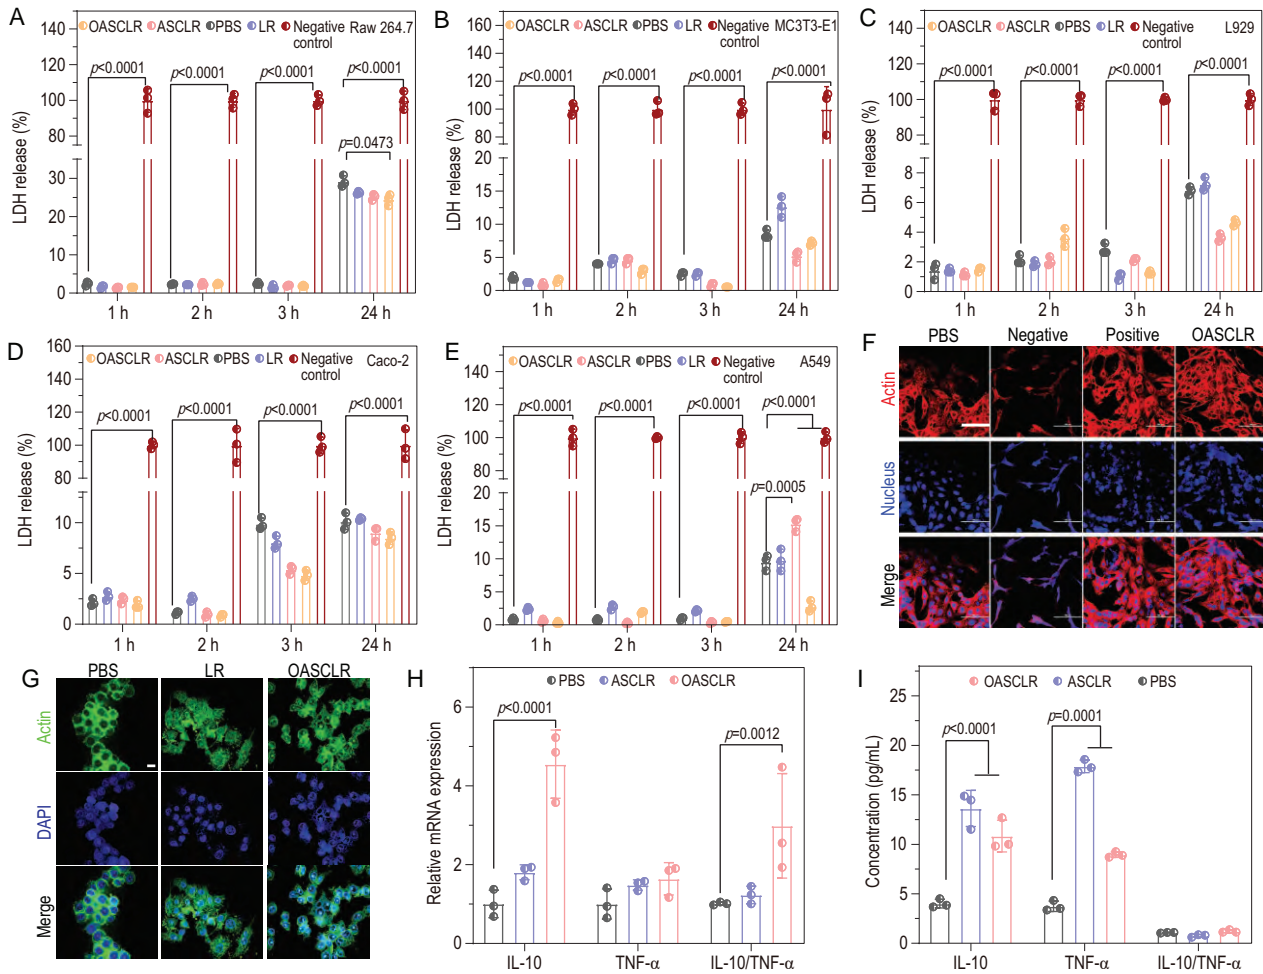 A
OASCLR ASCLR PBS LR Negative control Raw 264.7
LDH release (%)
140
120
100
80
60
30
20
10
0
p<0.0001
p<0.0001
p<0.0001
p<0.0001
p=0.0473
1 h 2 h 3 h 24 h
B
OASCLR ASCLR PBS LR Negative control MC3T3-E1
LDH release (%)
160
140
120
100
80
60
20
15
10
5
0
p<0.0001
p<0.0001
p<0.0001
p<0.0001
1 h 2 h 3 h 24 h
C
OASCLR ASCLR PBS LR Negative control L929
LDH release (%)
140
120
100
80
60
8
6
4
2
0
p<0.0001
p<0.0001
p<0.0001
p<0.0001
1 h 2 h 3 h 24 h
D
OASCLR ASCLR PBS LR Negative control Caco-2
LDH release (%)
160
140
120
100
80
60
10
5
0
p<0.0001
p<0.0001
p<0.0001
p<0.0001
1 h 2 h 3 h 24 h
E
OASCLR ASCLR PBS LR Negative control A549
LDH release (%)
160
140
120
100
80
60
20
15
10
5
0
p<0.0001
p<0.0001
p<0.0001
p<0.0001
p=0.0005
1 h 2 h 3 h 24 h
F
PBS Negative Positive OASCLR
Actin
Nucleus
Merge
G
PBS LR OASCLR
Actin
DAPI
Merge
H
PBS ASCLR OASCLR
Relative mRNA expression
6
4
2
0
p<0.0001
p=0.0012
IL-10 TNF-α IL-10/TNF-α
I
OASCLR ASCLR PBS
Concentration (pg/mL)
25
20
15
10
5
0
p<0.0001
p=0.0001
IL-10 TNF-α IL-10/TNF-α